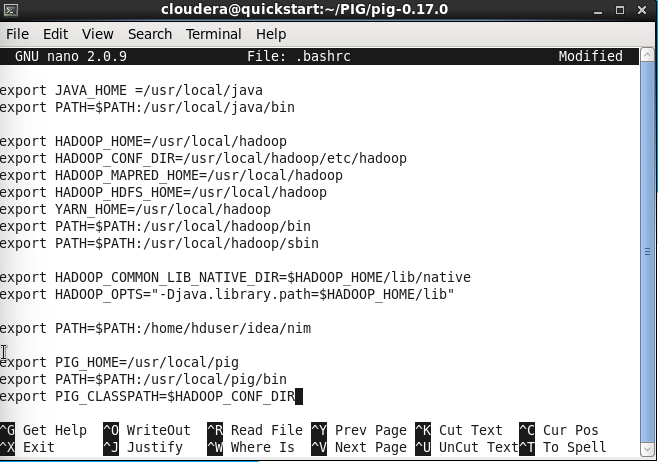 cloudera@quickstart:~/PIG/pig-0.17.0
File Edit View Search Terminal Help
GNU nano 2.0.9 File: .bashrc Modified
export JAVA_HOME =/usr/local/java
export PATH=$PATH:/usr/local/java/bin
export HADOOP_HOME=/usr/local/hadoop
export HADOOP_CONF_DIR=/usr/local/hadoop/etc/hadoop
export HADOOP_MAPRED_HOME=/usr/local/hadoop
export HADOOP_HDFS_HOME=/usr/local/hadoop
export YARN_HOME=/usr/local/hadoop
export PATH=$PATH:/usr/local/hadoop/bin
export PATH=$PATH:/usr/local/hadoop/sbin
export HADOOP_COMMON_LIB_NATIVE_DIR=$HADOOP_HOME/lib/native
export HADOOP_OPTS="-Djava.library.path=$HADOOP_HOME/lib"
export PATH=$PATH:/home/hduser/idea/nim
export PIG_HOME=/usr/local/pig
export PATH=$PATH:/usr/local/pig/bin
export PIG_CLASSPATH=$HADOOP_CONF_DIR
^G Get Help ^O WriteOut ^R Read File ^Y Prev Page ^K Cut Text ^C Cur Pos
^X Exit ^J Justify ^W Where Is ^V Next Page ^U UnCut Text ^T To Spell